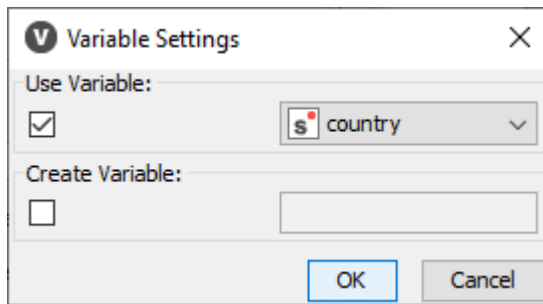 V Variable Settings
Use Variable:
s country
Create Variable:
OK Cancel